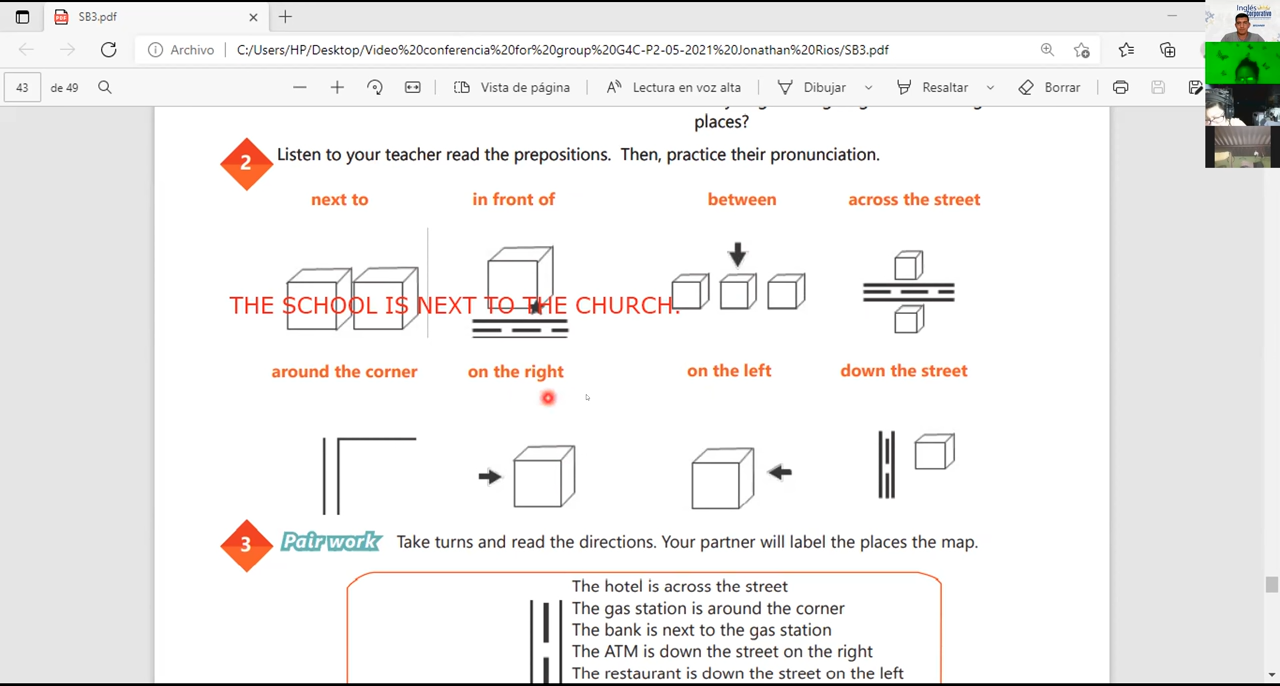 SB3.pdf
Archivo
C:/Users/HP/Desktop/Video%20conferencia%20for%20group%20G4C-P2-05-2021%20Jonathan%20Rios/SB3.pdf
43
de 49
Vista de página
Lectura en voz alta
Dibujar
Resaltar
Borrar
Inglés
Corporativo
places?
2
Listen to your teacher read the prepositions. Then, practice their pronunciation.
next to
in front of
between
across the street
THE SCHOOL IS NEXT TO THE CHURCH.
around the corner
on the right
on the left
down the street
3
Pair work
Take turns and read the directions. Your partner will label the places the map.
The hotel is across the street
The gas station is around the corner
The bank is next to the gas station
The ATM is down the street on the right
The restaurant is down the street on the left